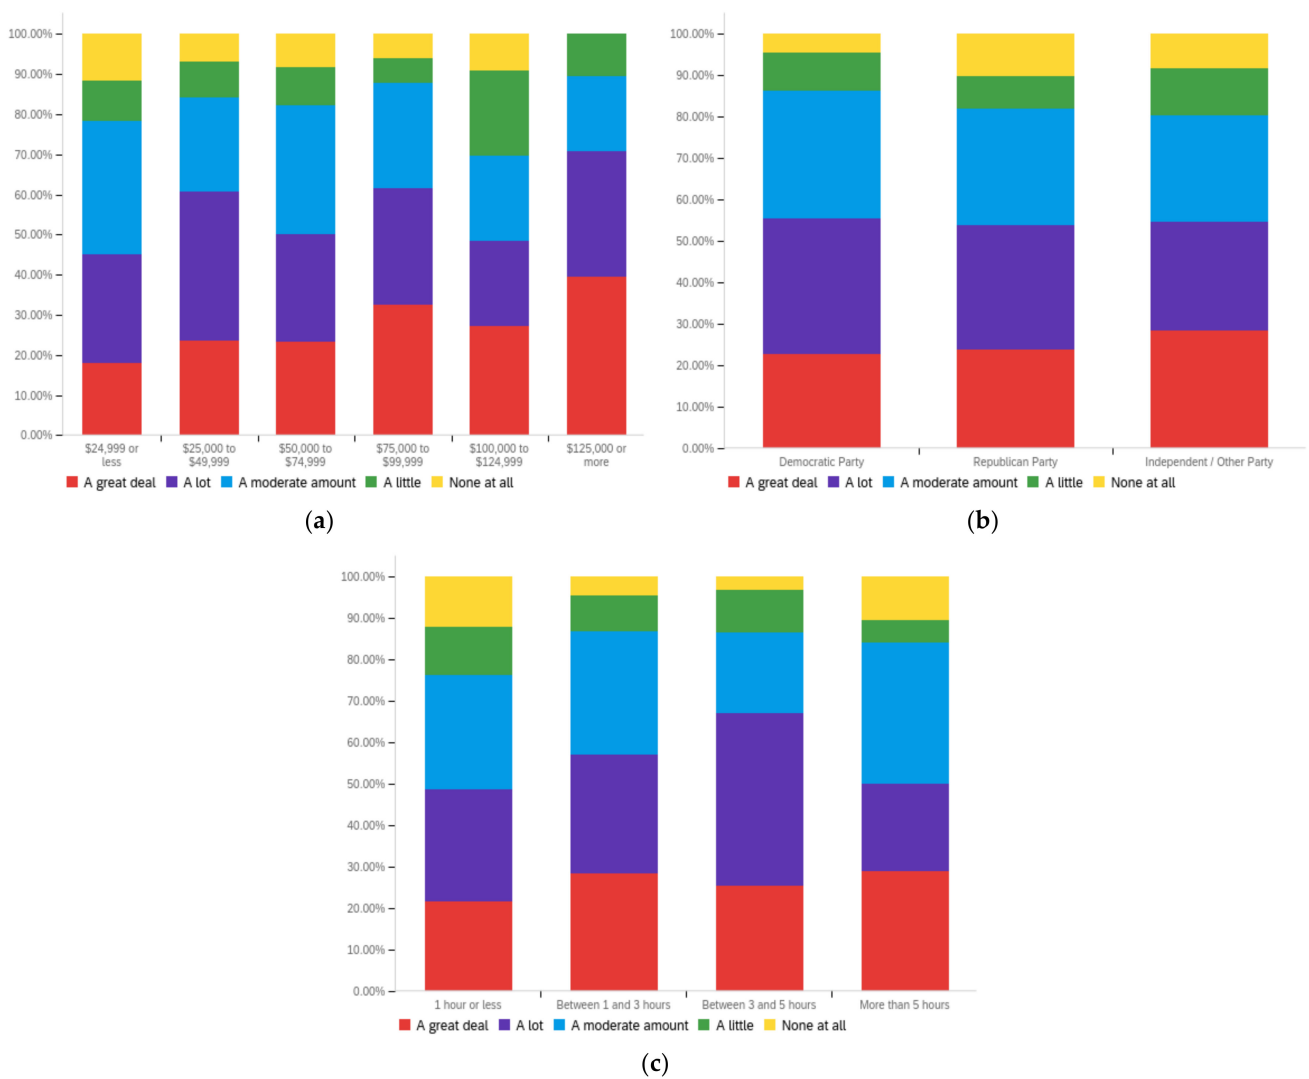 100.00%
90.00%
80.00%
70.00%
60.00%
50.00%
40.00%
30.00%
20.00%
10.00%
0.00%
$24,999 or less
$25,000 to $49,999
$50,000 to $74,999
$75,000 to $99,999
$100,000 to $124,999
$125,000 or more
A great deal A lot A moderate amount A little None at all
(a)
100.00%
90.00%
80.00%
70.00%
60.00%
50.00%
40.00%
30.00%
20.00%
10.00%
0.00%
Democratic Party Republican Party Independent / Other Party
A great deal A lot A moderate amount A little None at all
(b)
100.00%
90.00%
80.00%
70.00%
60.00%
50.00%
40.00%
30.00%
20.00%
10.00%
0.00%
1 hour or less Between 1 and 3 hours Between 3 and 5 hours More than 5 hours
A great deal A lot A moderate amount A little None at all
(c)